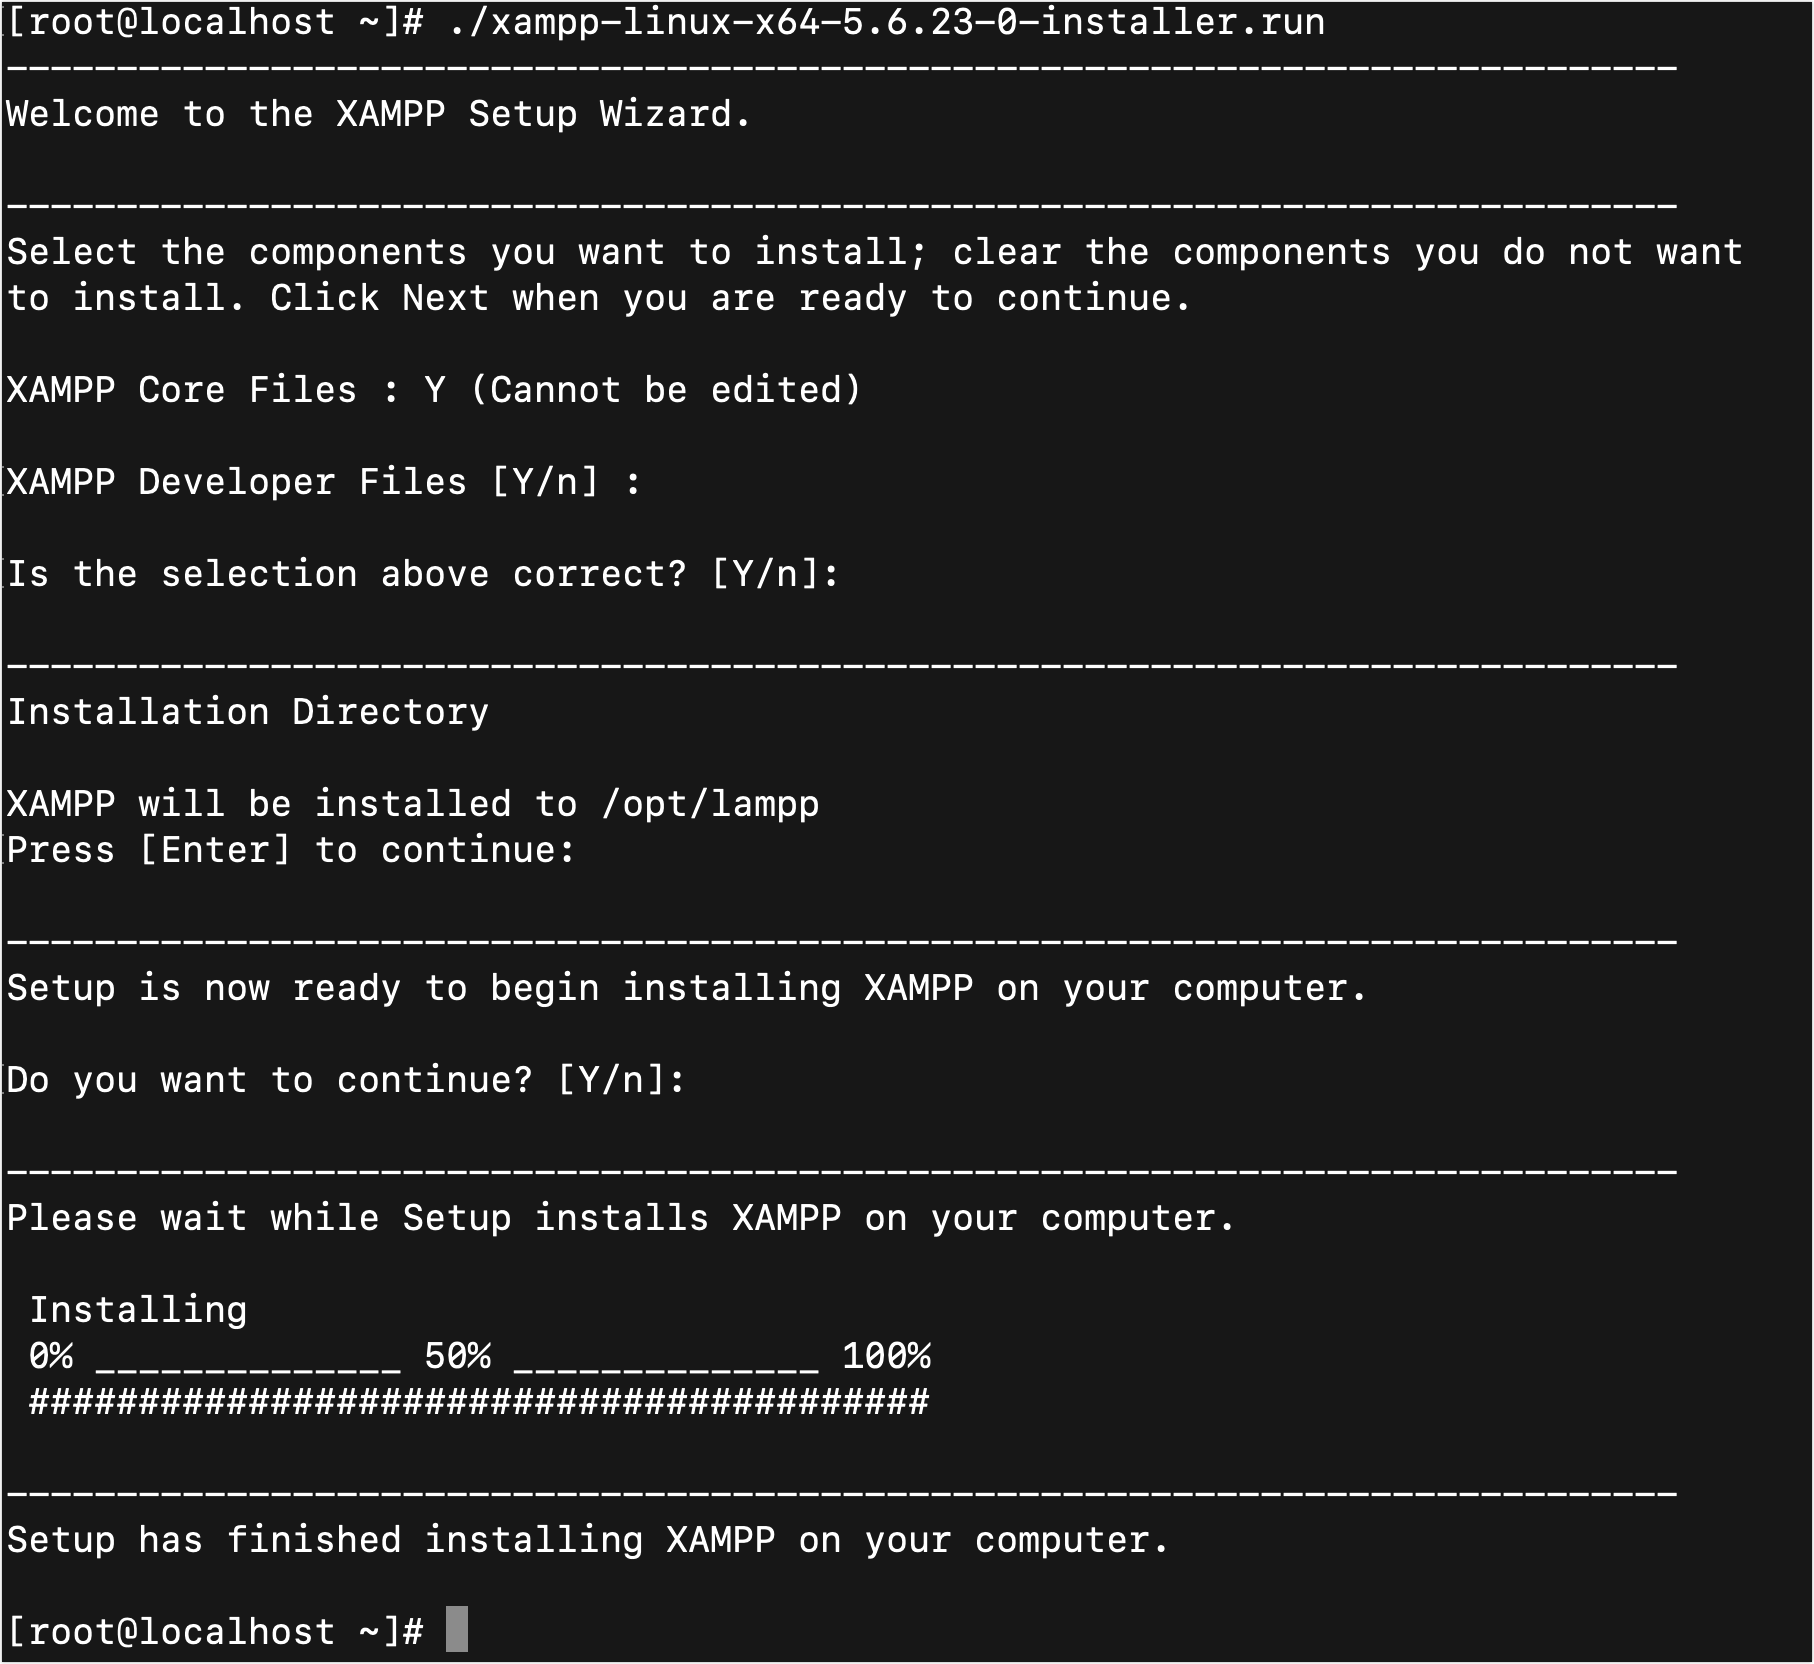 [root@localhost ~]# ./xampp-linux-x64-5.6.23-0-installer.run
----------------------------------------------------------------------------
Welcome to the XAMPP Setup Wizard.
----------------------------------------------------------------------------
Select the components you want to install; clear the components you do not want
to install. Click Next when you are ready to continue.
XAMPP Core Files : Y (Cannot be edited)
XAMPP Developer Files [Y/n] :
Is the selection above correct? [Y/n]:
----------------------------------------------------------------------------
Installation Directory
XAMPP will be installed to /opt/lampp
Press [Enter] to continue:
----------------------------------------------------------------------------
Setup is now ready to begin installing XAMPP on your computer.
Do you want to continue? [Y/n]:
----------------------------------------------------------------------------
Please wait while Setup installs XAMPP on your computer.
Installing
0% ______________ 50% ______________ 100%
#########################################
----------------------------------------------------------------------------
Setup has finished installing XAMPP on your computer.
[root@localhost ~]#